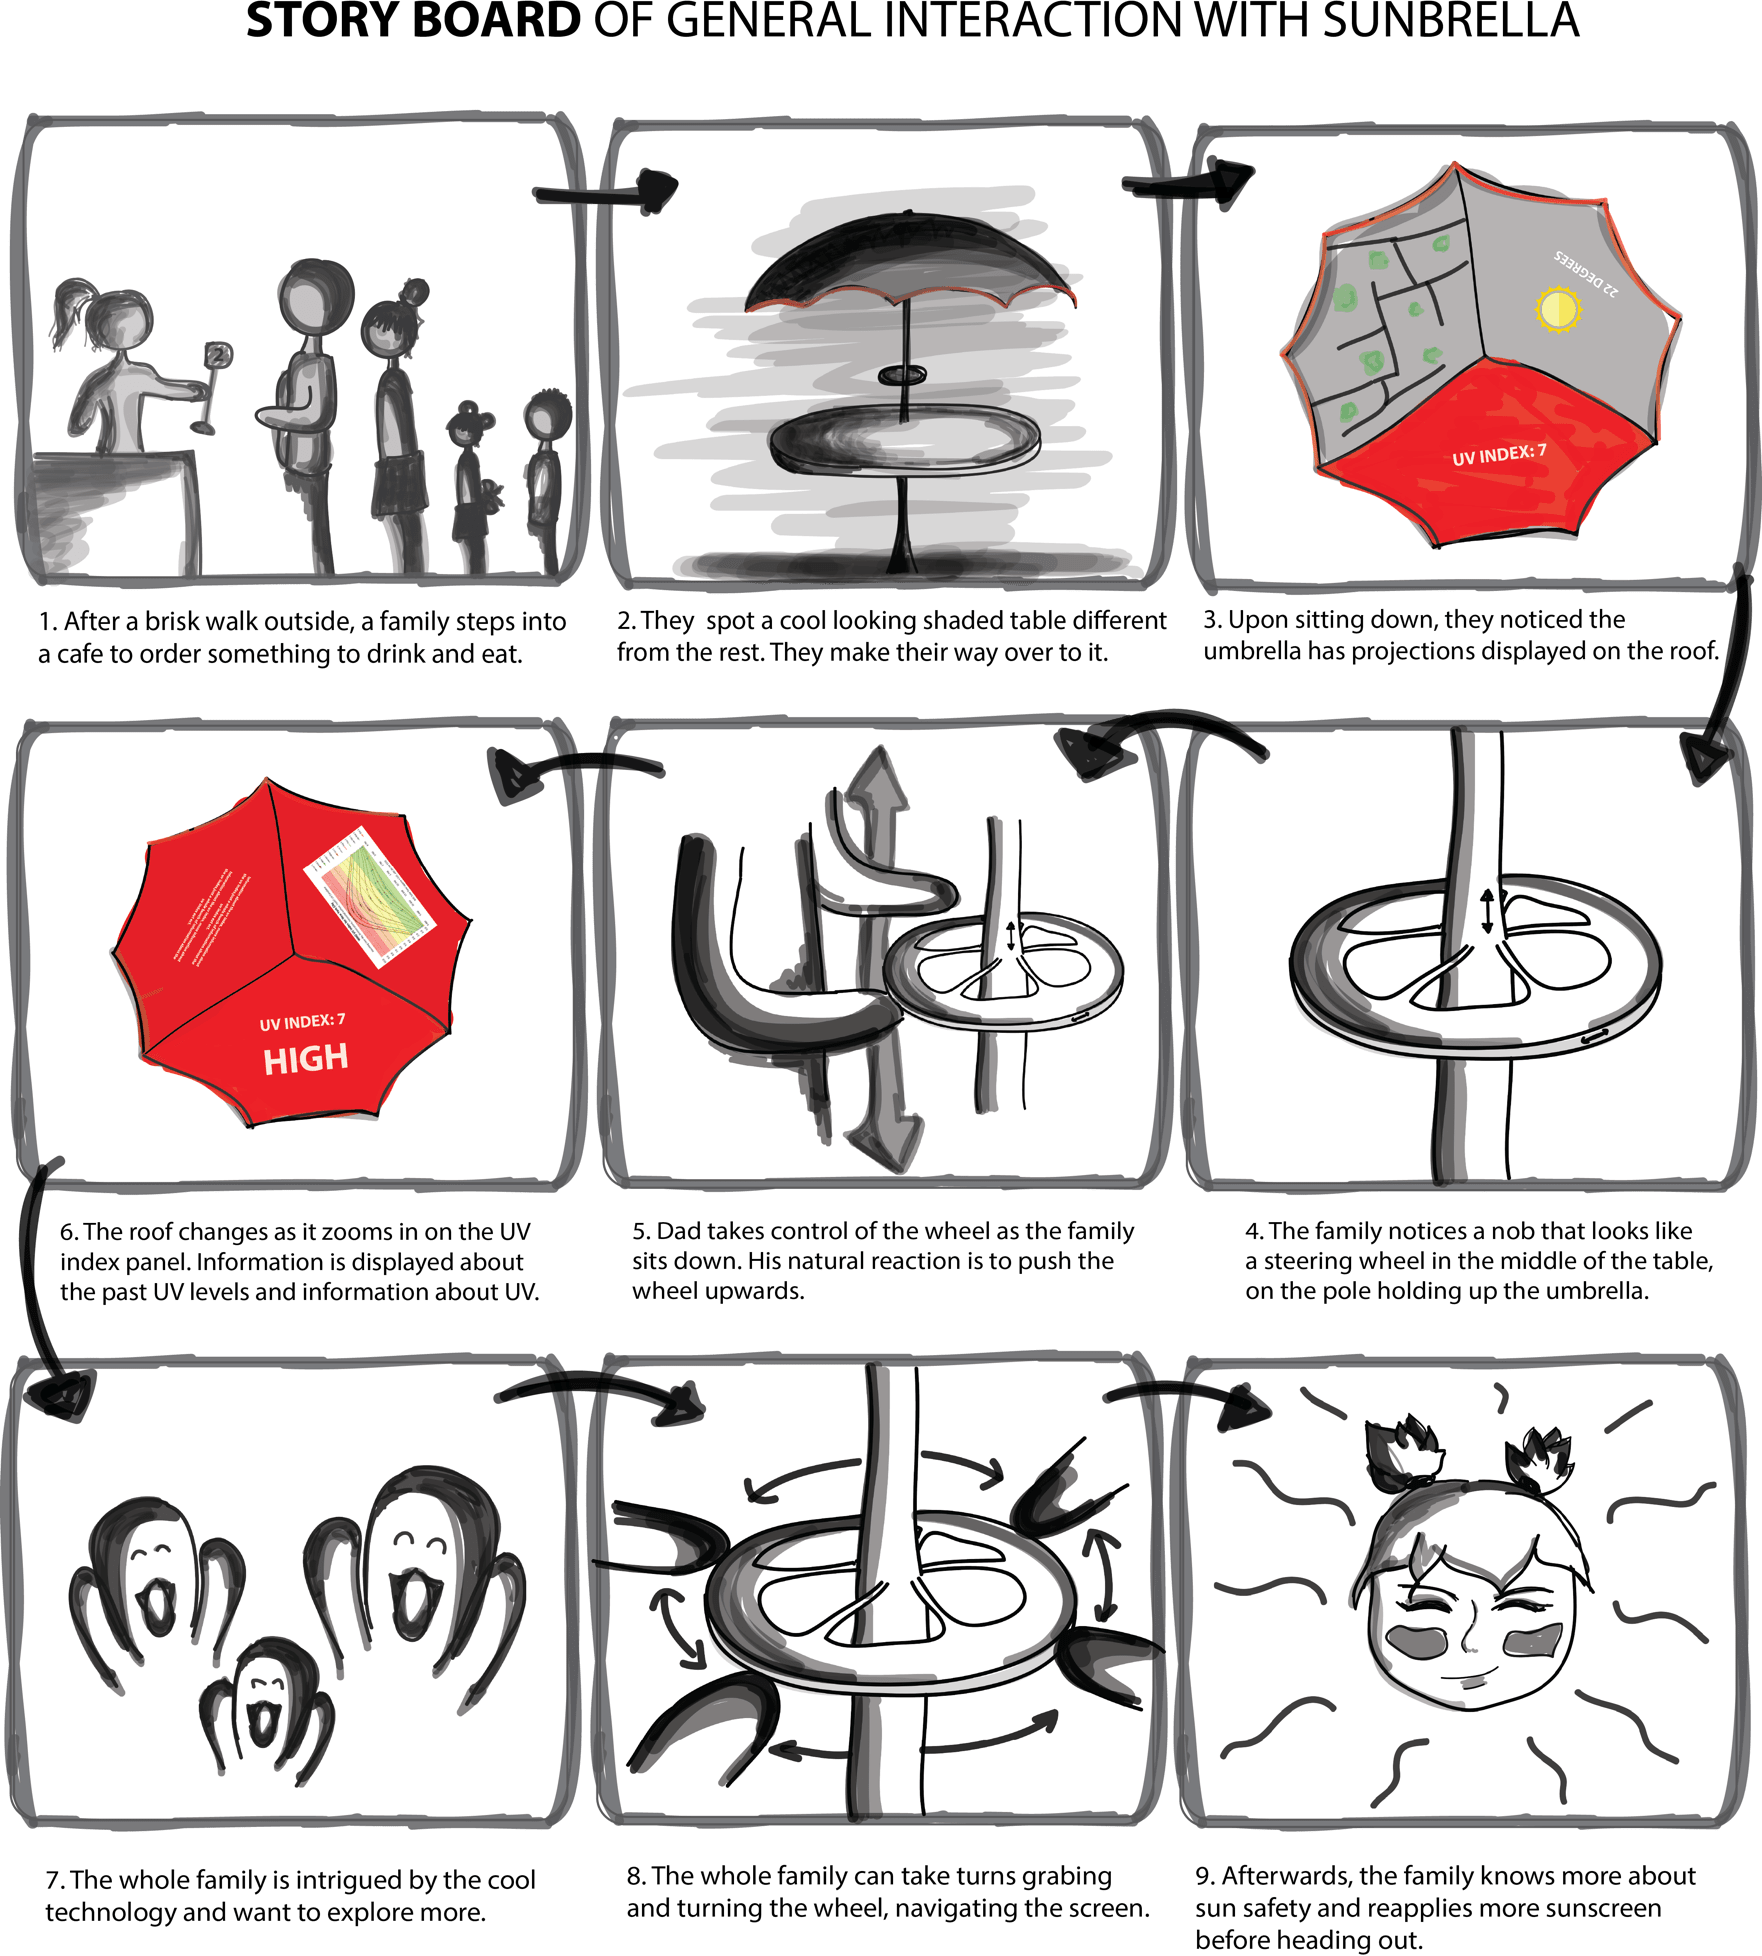 STORY BOARD OF GENERAL INTERACTION WITH SUNBRELLA
2
22 DEGREES
UV INDEX: 7
1. After a brisk walk outside, a family steps into
a cafe to order something to drink and eat.
2. They  spot a cool looking shaded table different
from the rest. They make their way over to it.
3. Upon sitting down, they noticed the
umbrella has projections displayed on the roof.
4. The family notices a nob that looks like
a steering wheel in the middle of the table,
on the pole holding up the umbrella.
5. Dad takes control of the wheel as the family
sits down. His natural reaction is to push the
wheel upwards.
UV INDEX: 7
HIGH
6. The roof changes as it zooms in on the UV
index panel. Information is displayed about
the past UV levels and information about UV.
7. The whole family is intrigued by the cool
technology and want to explore more.
8. The whole family can take turns grabing
and turning the wheel, navigating the screen.
9. Afterwards, the family knows more about
sun safety and reapplies more sunscreen
before heading out.